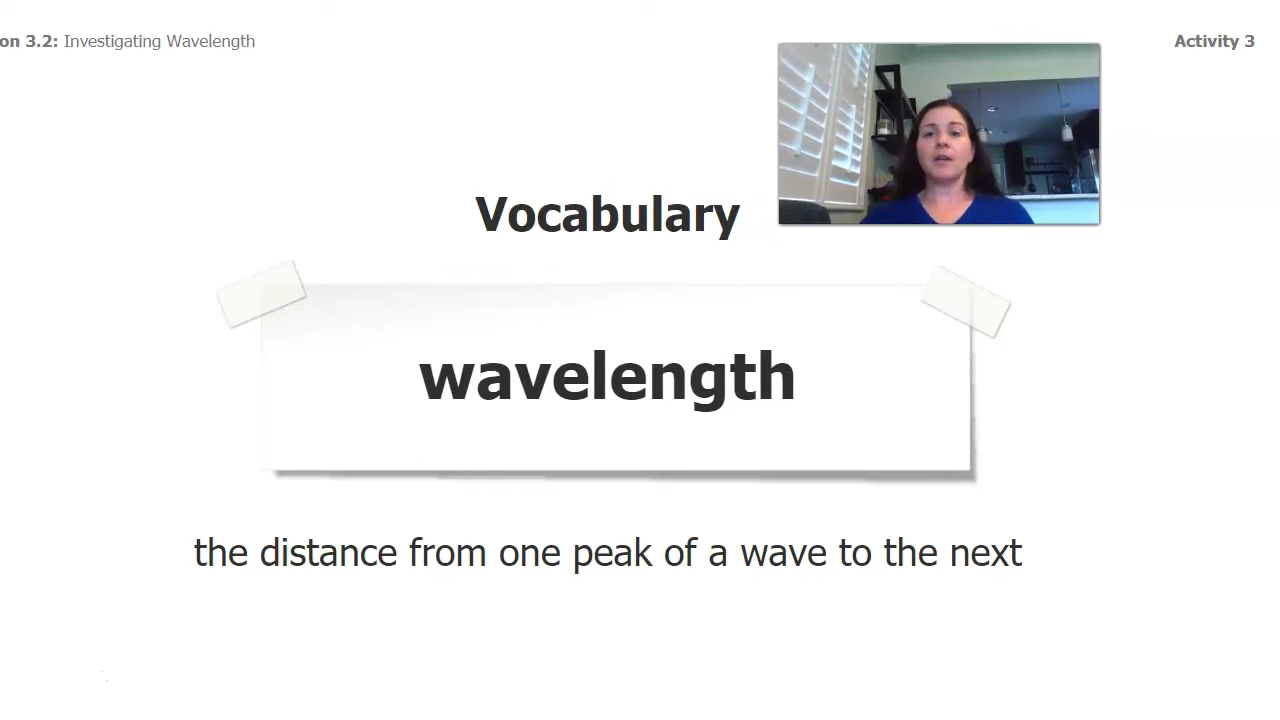 on 3.2: Investigating Wavelength
Activity 3
Vocabulary
wavelength
the distance from one peak of a wave to the next